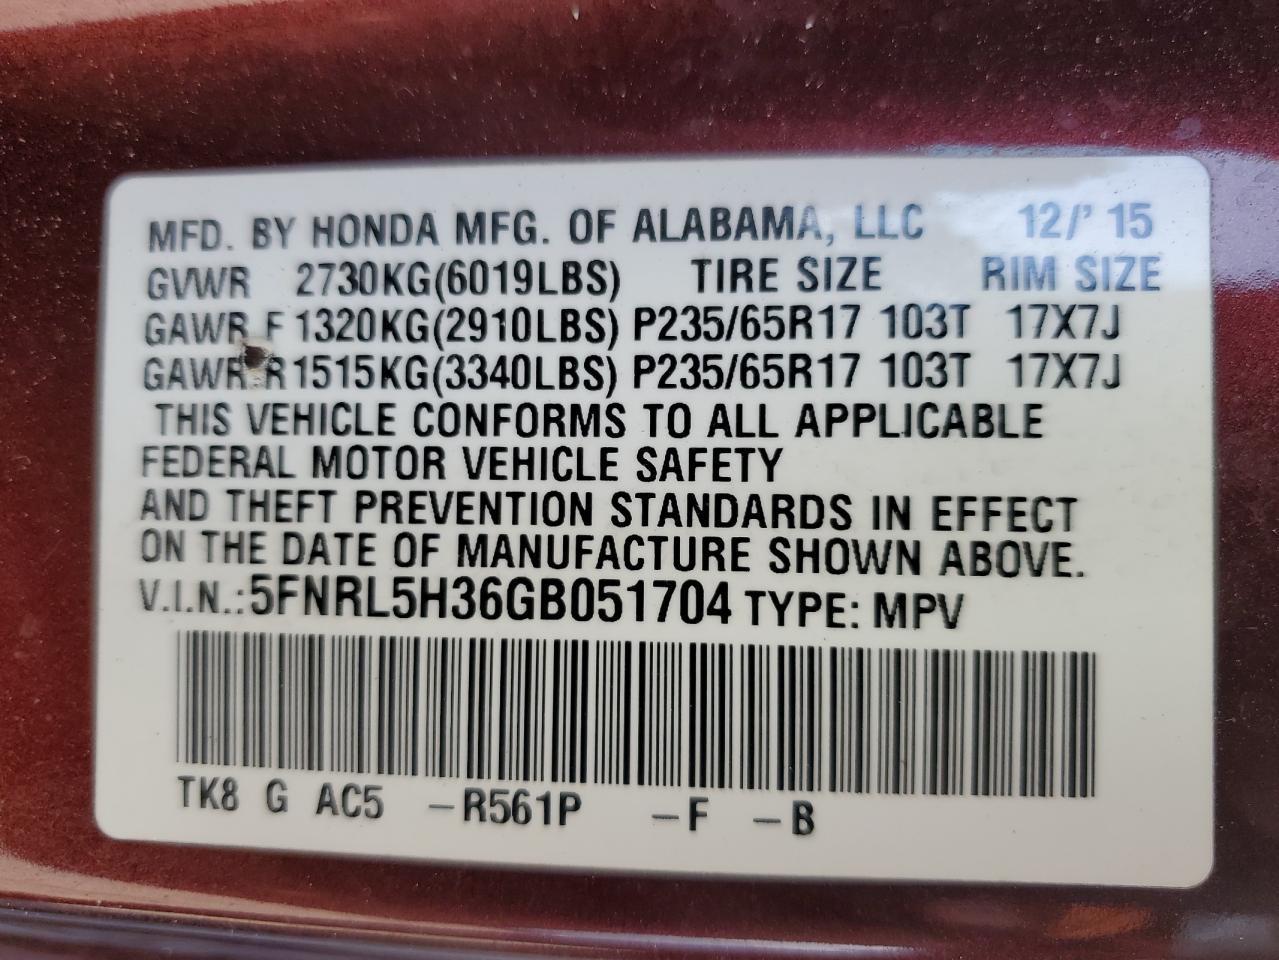 MFD. BY HONDA MFG. OF ALABAMA, LLC 12/'15
GVWR 2730KG(6019LBS) TIRE SIZE RIM SIZE
GAWR F 1320KG(2910LBS) P235/65R17 103T 17X7J
GAWR R 1515KG(3340LBS) P235/65R17 103T 17X7J
THIS VEHICLE CONFORMS TO ALL APPLICABLE
FEDERAL MOTOR VEHICLE SAFETY
AND THEFT PREVENTION STANDARDS IN EFFECT
ON THE DATE OF MANUFACTURE SHOWN ABOVE.
V.I.N.:5FNRL5H36GB051704 TYPE: MPV
TK8 G AC5 –R561P –F –B